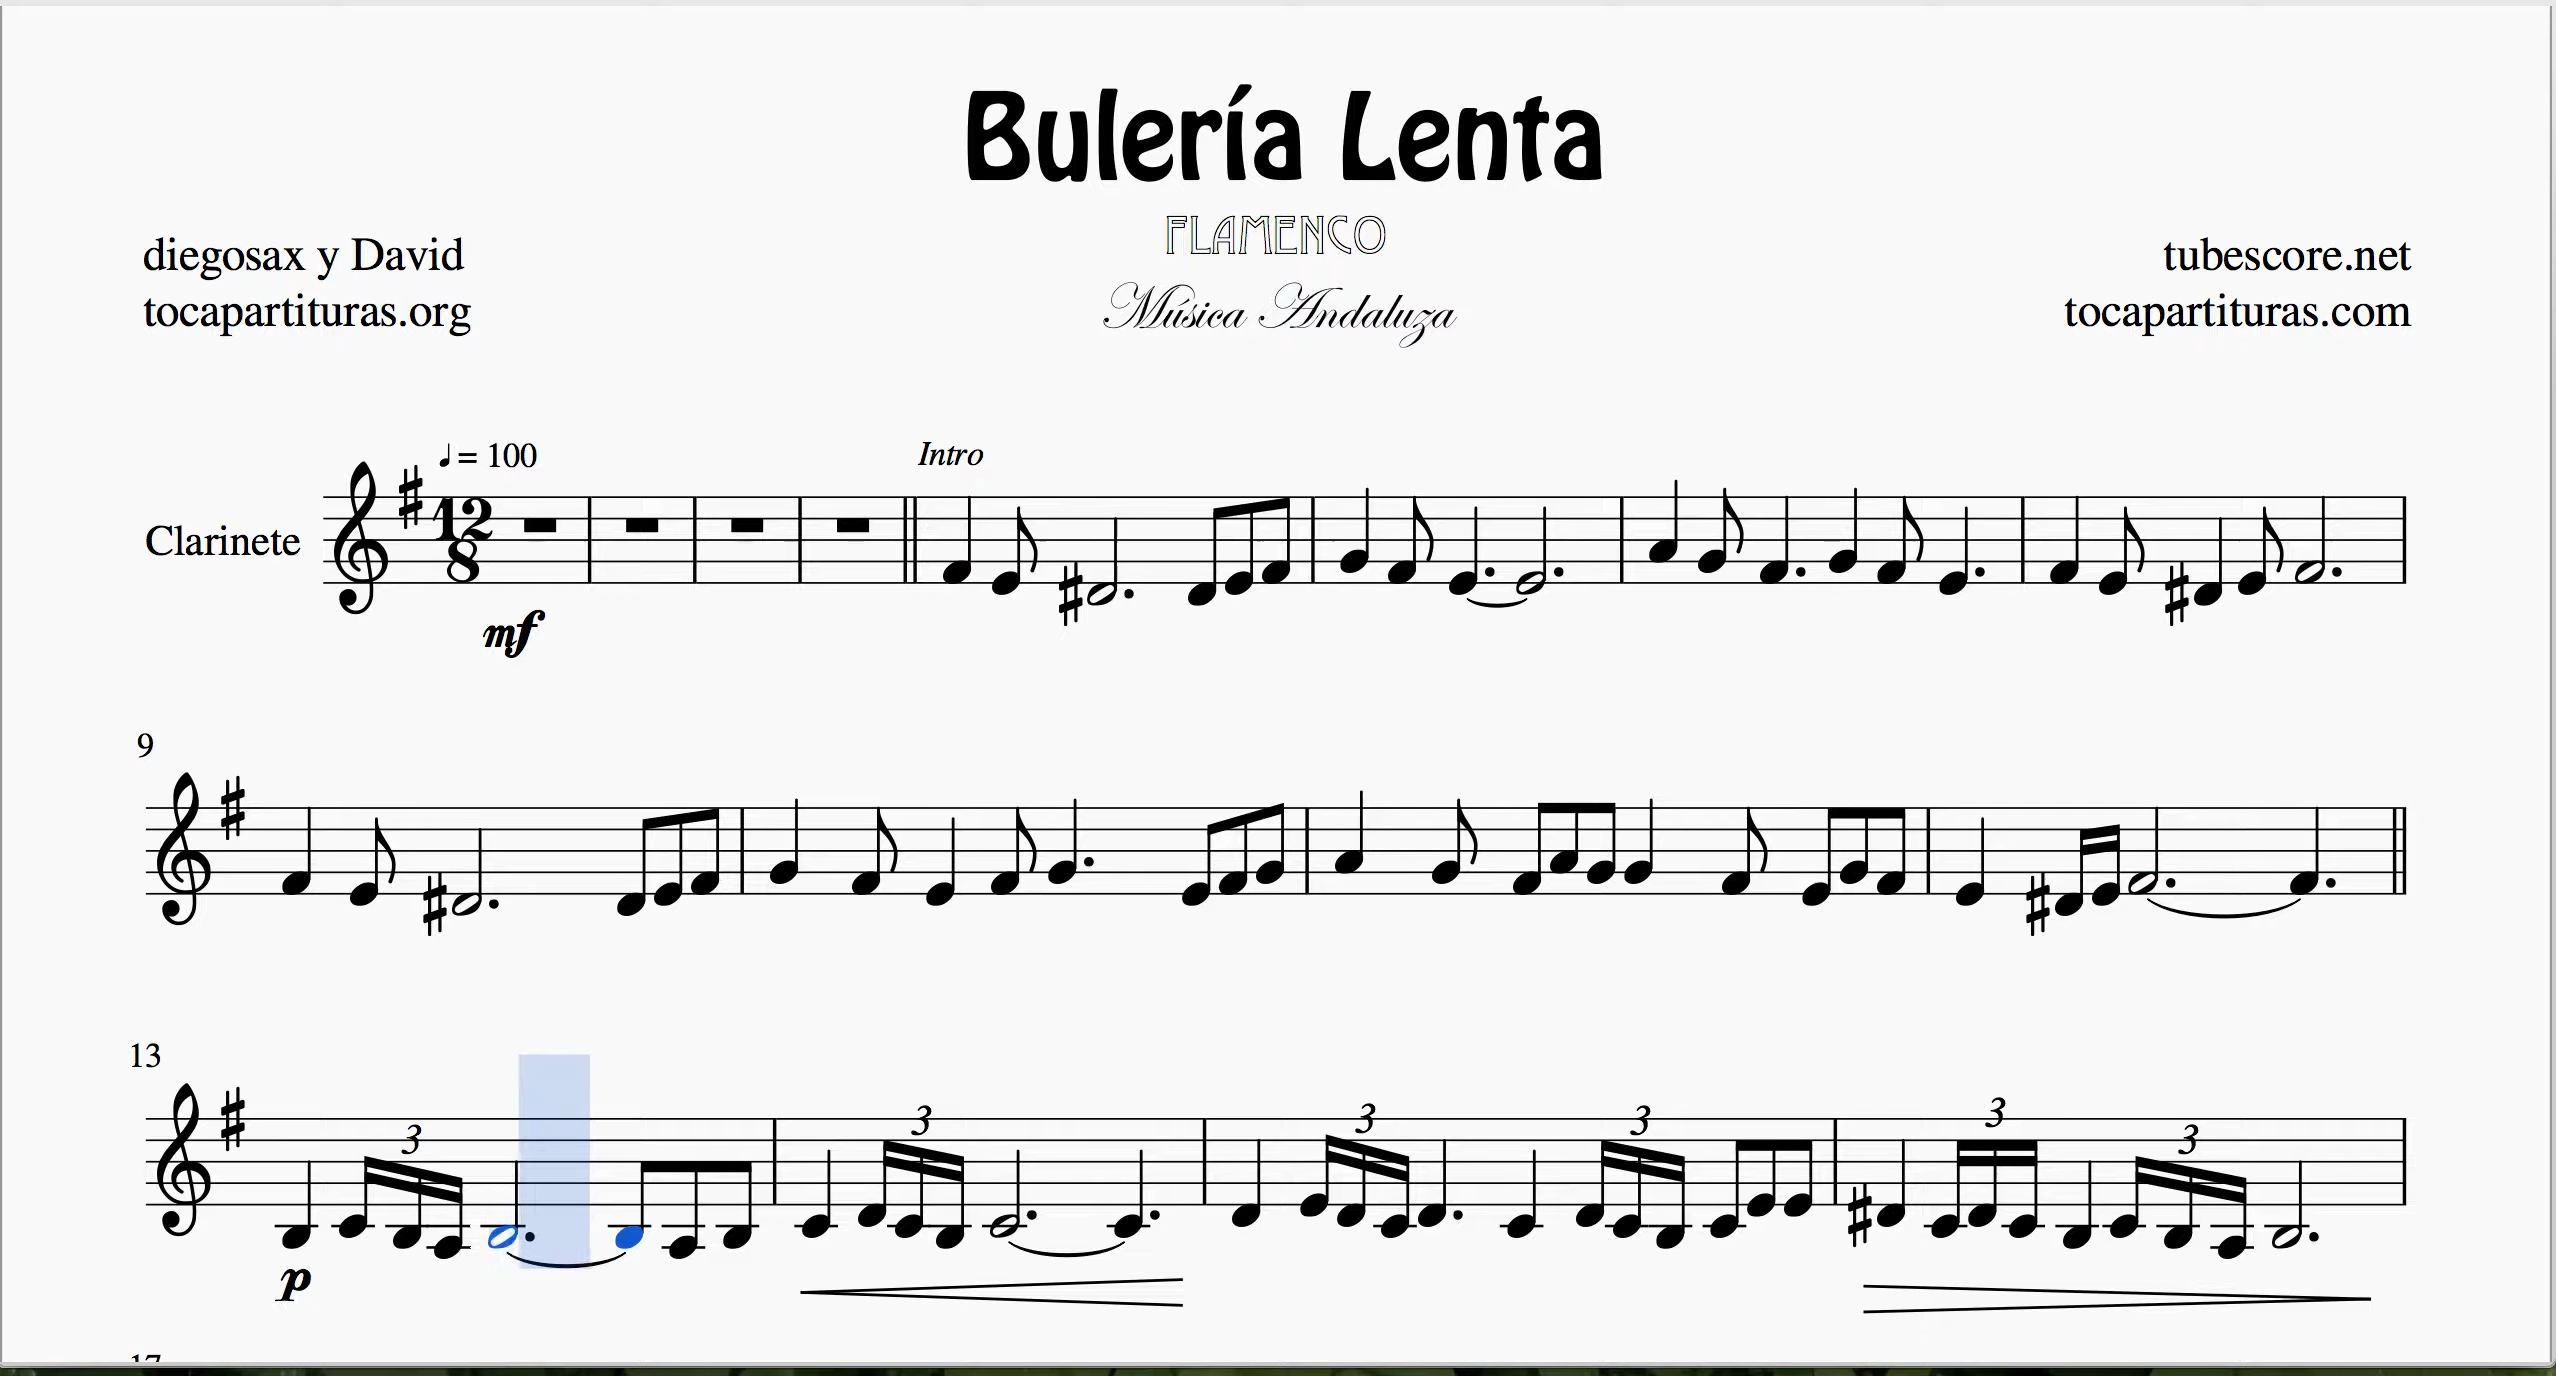 Bulería Lenta
FLAMENCO
Música Andaluza
diegosax y David
tocapartituras.org
tubescore.net
tocapartituras.com
♩= 100
Intro
Clarinete
12
8
mf
9
13
3
3
3
3
3
3
p
17